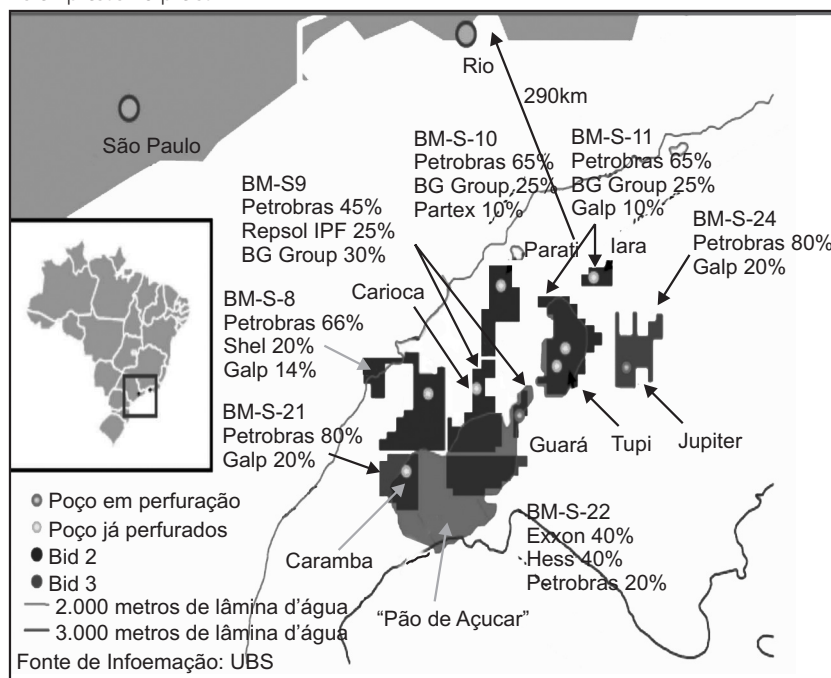 Rio
290km
São Paulo
BM-S-10
Petrobras 65%
BG Group 25%
Partex 10%
BM-S-11
Petrobras 65%
BG Group 25%
Galp 10%
BM-S9
Petrobras 45%
Repsol IPF 25%
BG Group 30%
BM-S-24
Petrobras 80%
Galp 20%
Parati
Iara
Carioca
BM-S-8
Petrobras 66%
Shel 20%
Galp 14%
BM-S-21
Petrobras 80%
Galp 20%
Guará
Tupi
Jupiter
BM-S-22
Exxon 40%
Hess 40%
Petrobras 20%
Caramba
“Pão de Açucar”
Poço em perfuração
Poço já perfurados
Bid 2
Bid 3
2.000 metros de lâmina d’água
3.000 metros de lâmina d’água
Fonte de Infoemação: UBS